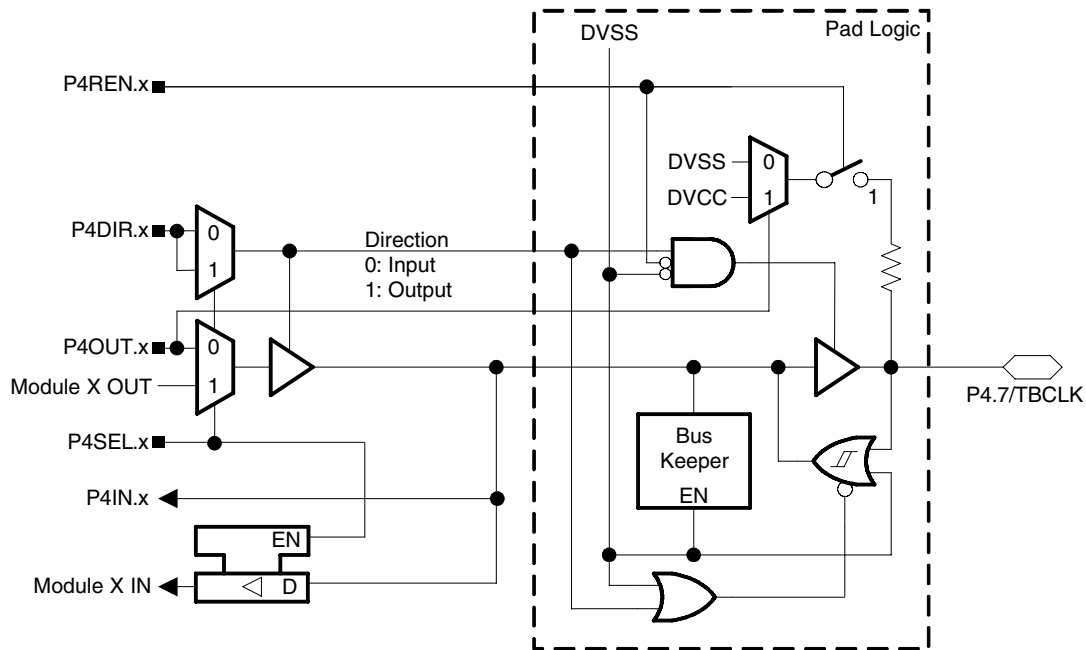 Pad Logic
DVSS
P4REN.x
DVSS
0
DVCC
1
1
P4DIR.x
0
1
Direction
0: Input
1: Output
P4OUT.x
0
Module X OUT
1
P4.7/TBCLK
P4SEL.x
Bus
Keeper
EN
P4IN.x
EN
Module X IN
D